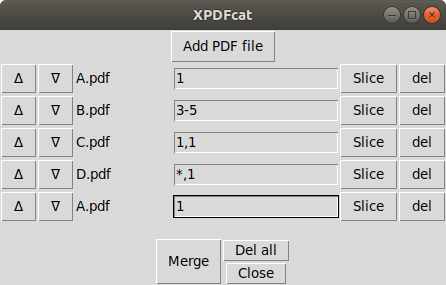 XPDFcat
Add PDF file
Δ ∇ A.pdf 1 Slice del
Δ ∇ B.pdf 3-5 Slice del
Δ ∇ C.pdf 1,1 Slice del
Δ ∇ D.pdf *,1 Slice del
Δ ∇ A.pdf 1 Slice del
Merge
Del all
Close